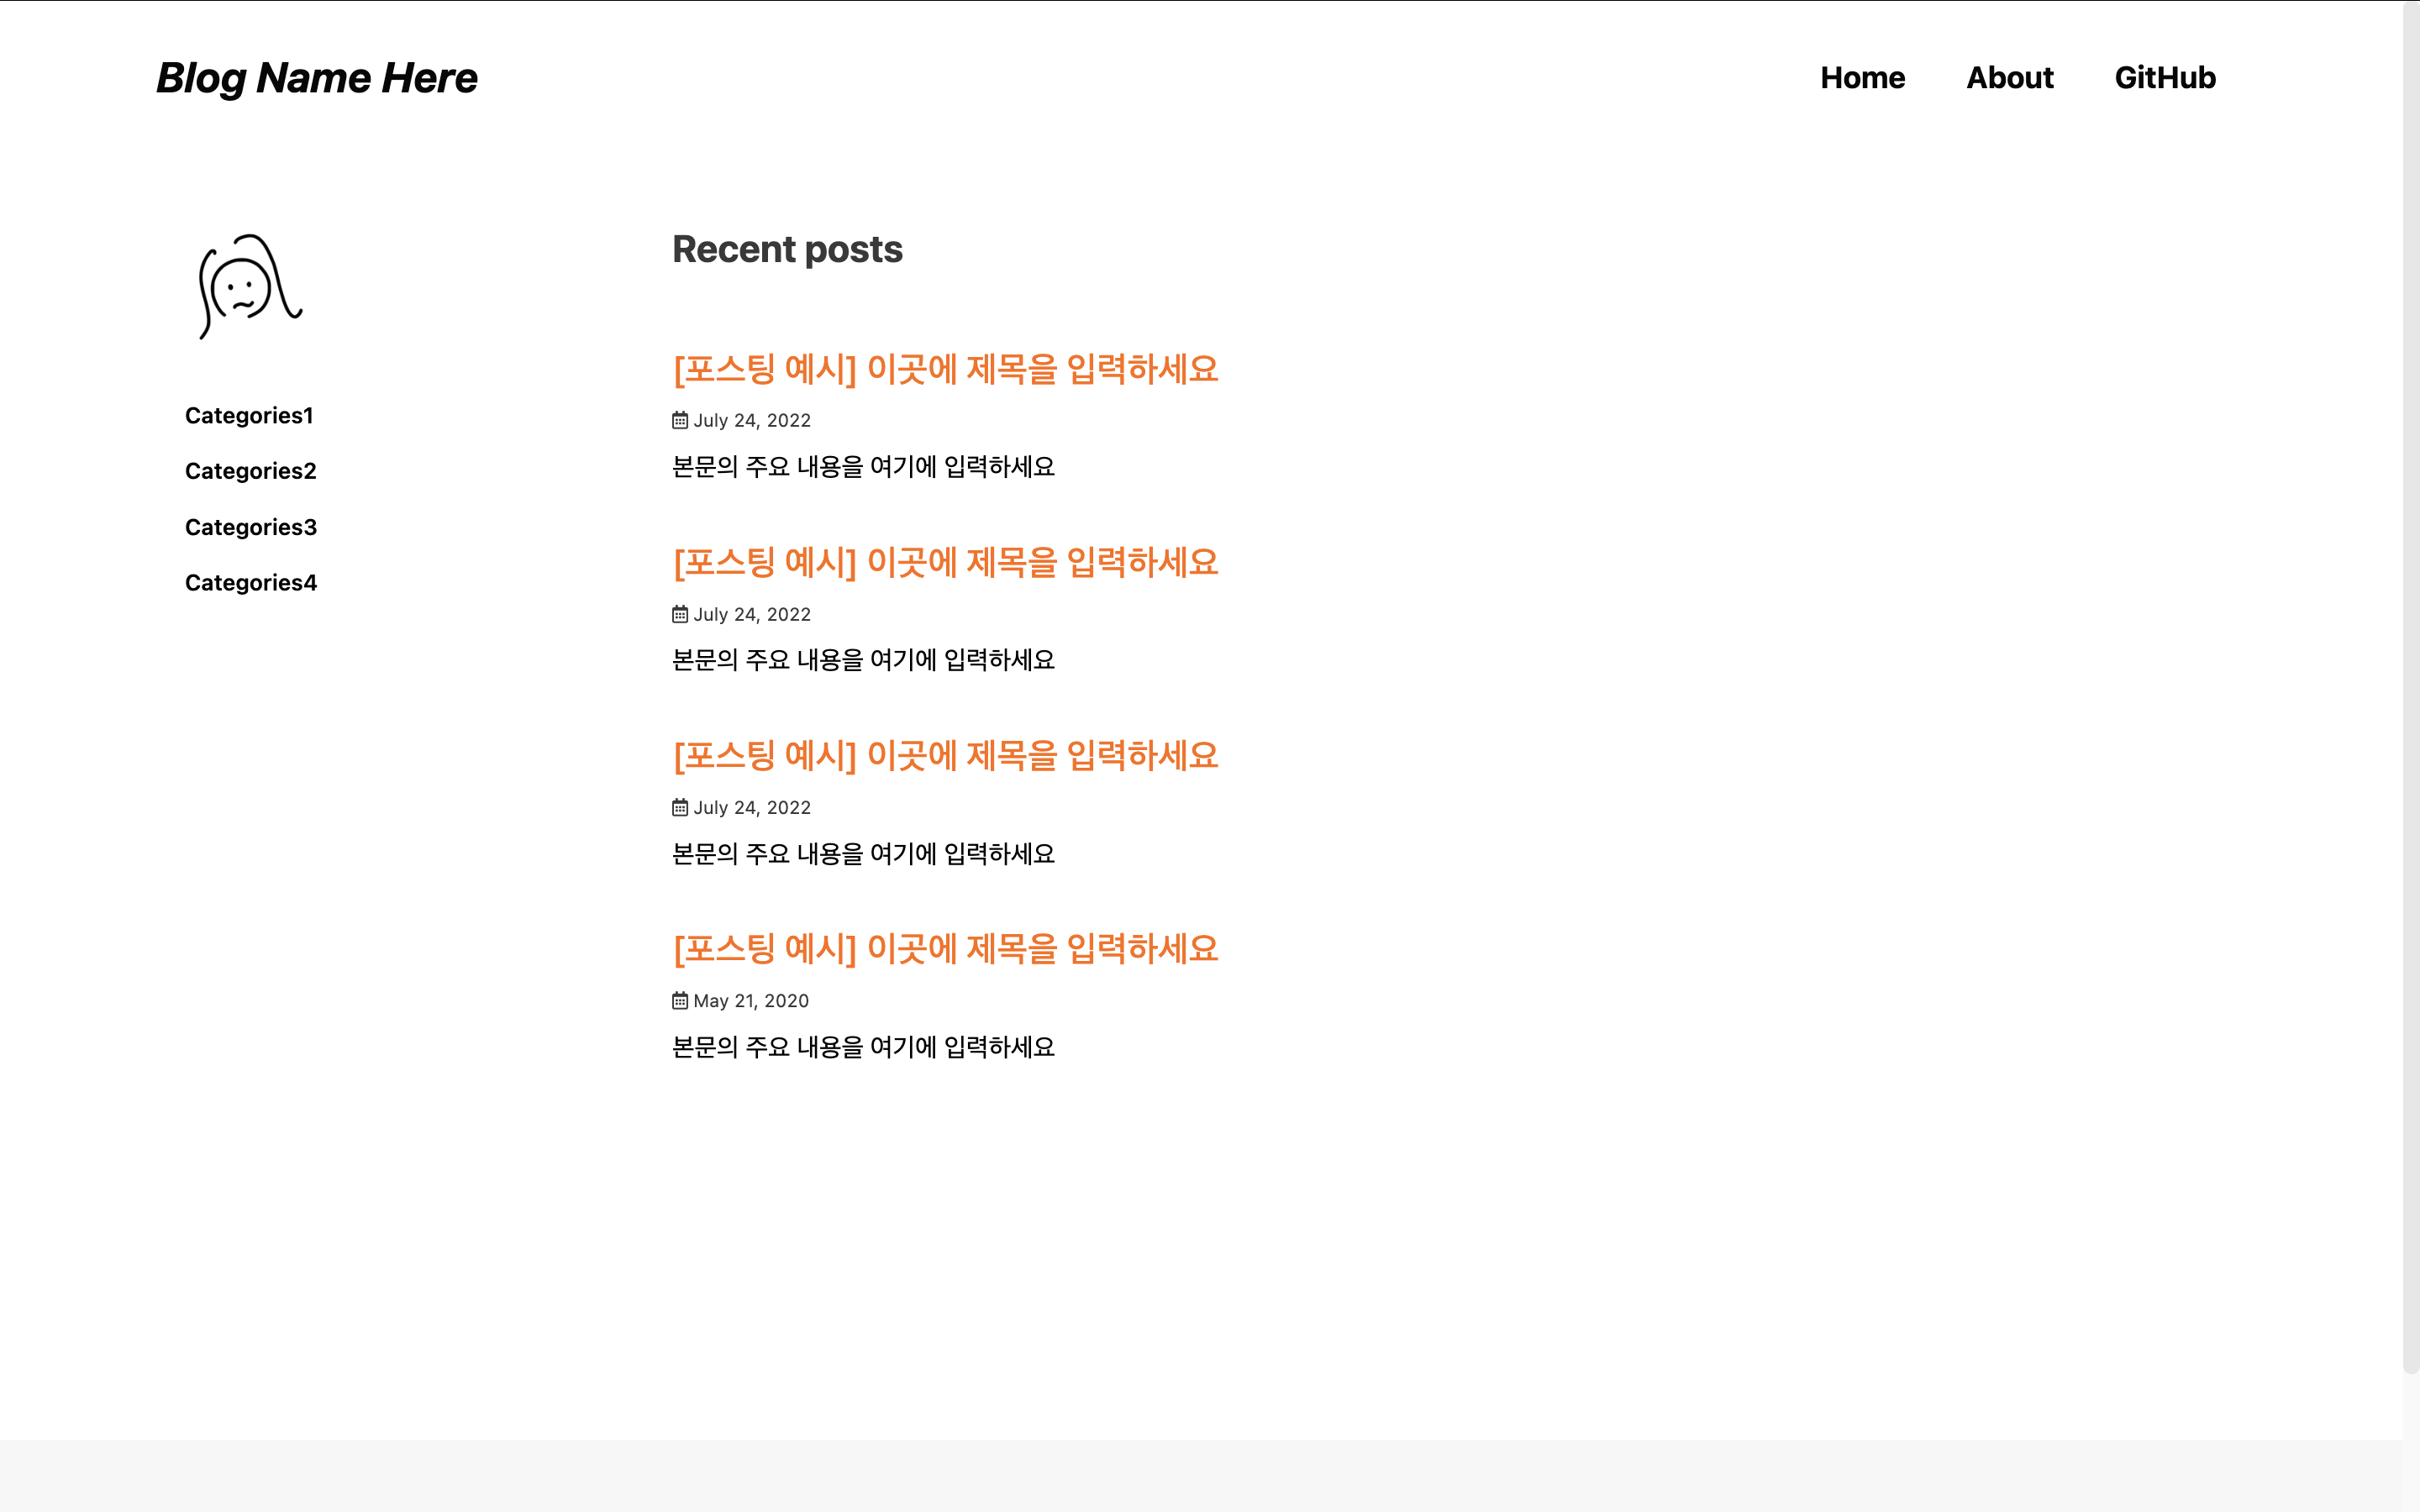 Blog Name Here
Home
About
GitHub
Categories1
Categories2
Categories3
Categories4
Recent posts
[포스팅 예시] 이곳에 제목을 입력하세요
July 24, 2022
본문의 주요 내용을 여기에 입력하세요
[포스팅 예시] 이곳에 제목을 입력하세요
July 24, 2022
본문의 주요 내용을 여기에 입력하세요
[포스팅 예시] 이곳에 제목을 입력하세요
July 24, 2022
본문의 주요 내용을 여기에 입력하세요
[포스팅 예시] 이곳에 제목을 입력하세요
May 21, 2020
본문의 주요 내용을 여기에 입력하세요